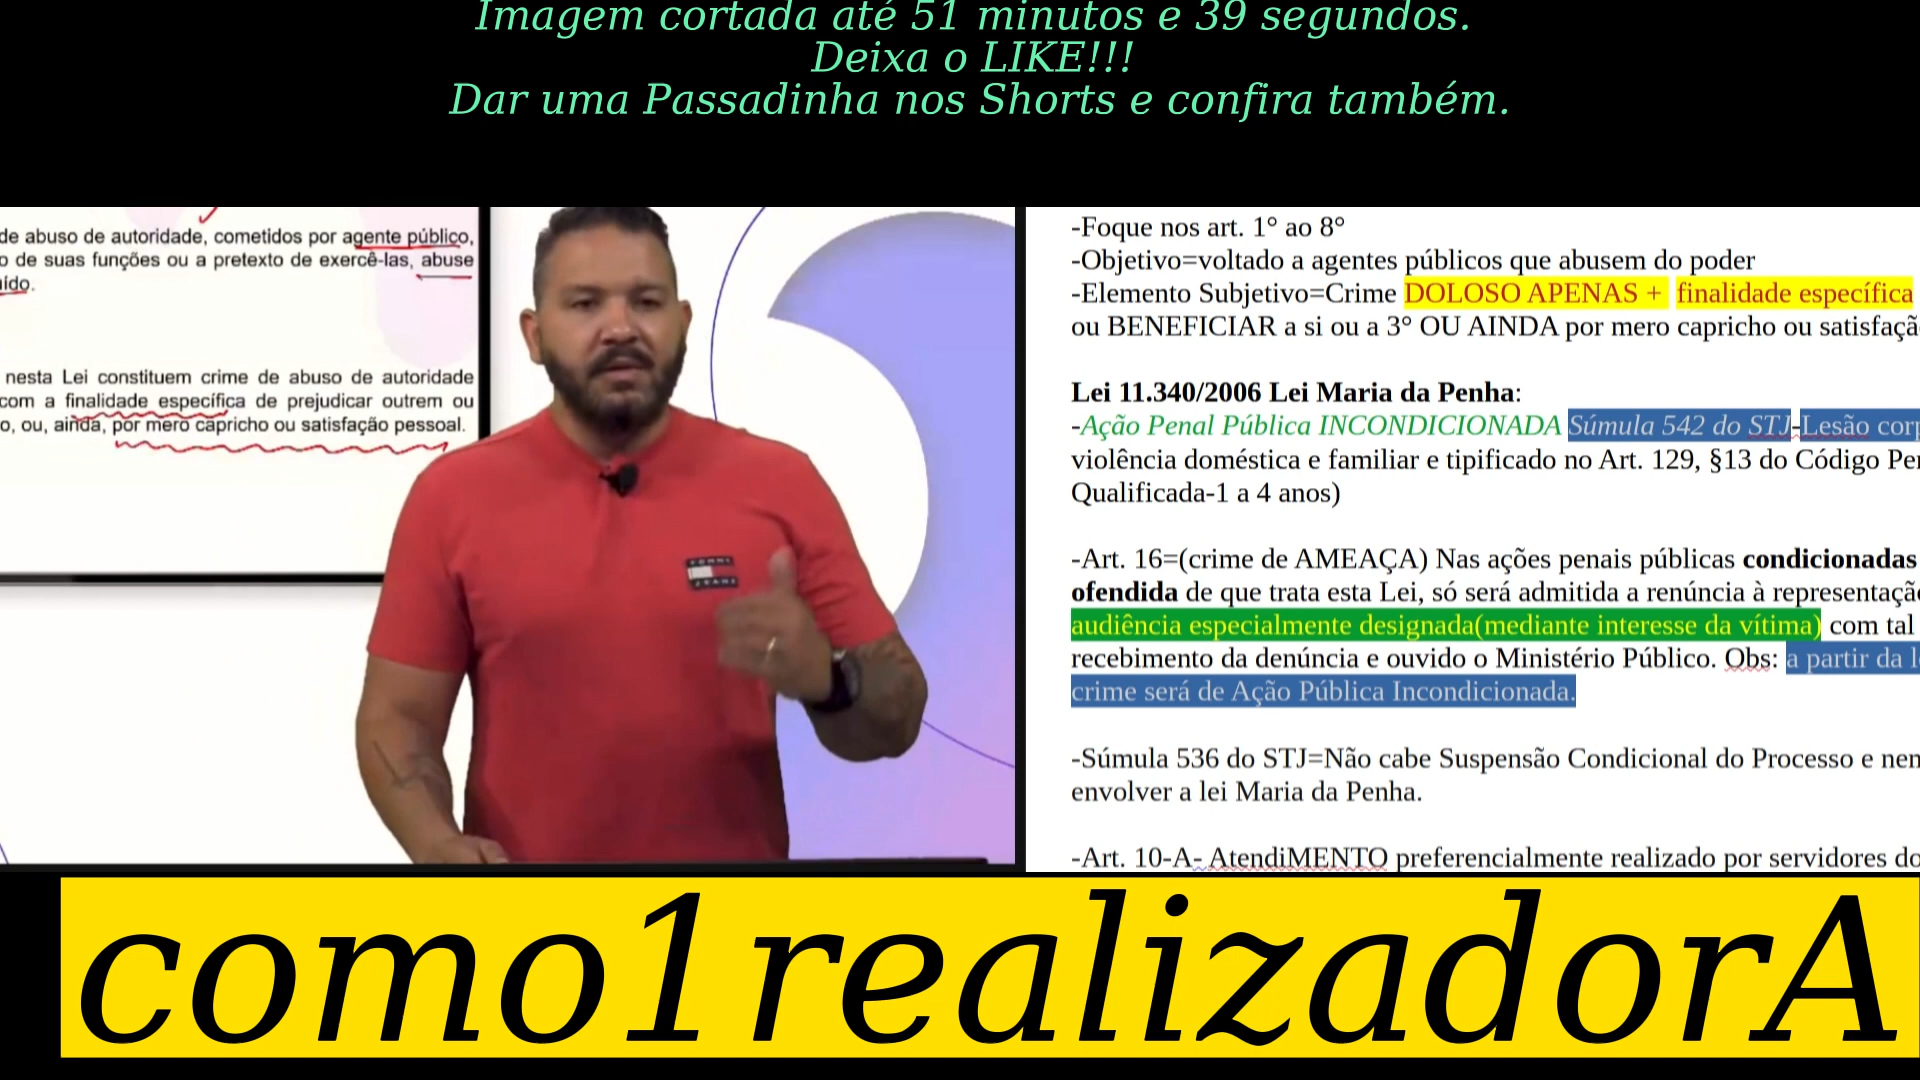 Imagem cortada até 51 minutos e 39 segundos.
Deixa o LIKE!!!
Dar uma Passadinha nos Shorts e confira também.
de abuso de autoridade, cometidos por agente público,
o de suas funções ou a pretexto de exercê-las, abuse
ído.
nesta Lei constituem crime de abuso de autoridade
com a finalidade específica de prejudicar outrem ou
o, ou, ainda, por mero capricho ou satisfação pessoal.
TOMMY
JEANS
-Foque nos art. 1° ao 8°
-Objetivo=voltado a agentes públicos que abusem do poder
-Elemento Subjetivo=Crime DOLOSO APENAS + finalidade específica
ou BENEFICIAR a si ou a 3° OU AINDA por mero capricho ou satisfaçã
Lei 11.340/2006 Lei Maria da Penha:
-Ação Penal Pública INCONDICIONADA Súmula 542 do STJ-Lesão corp
violência doméstica e familiar e tipificado no Art. 129, §13 do Código Pe
Qualificada-1 a 4 anos)
-Art. 16=(crime de AMEAÇA) Nas ações penais públicas condicionadas
ofendida de que trata esta Lei, só será admitida a renúncia à representaçã
audiência especialmente designada(mediante interesse da vítima) com tal
recebimento da denúncia e ouvido o Ministério Público. Obs: a partir da l
crime será de Ação Pública Incondicionada.
-Súmula 536 do STJ=Não cabe Suspensão Condicional do Processo e nem
envolver a lei Maria da Penha.
-Art. 10-A- AtendiMENTO preferencialmente realizado por servidores do
como1realizadorA